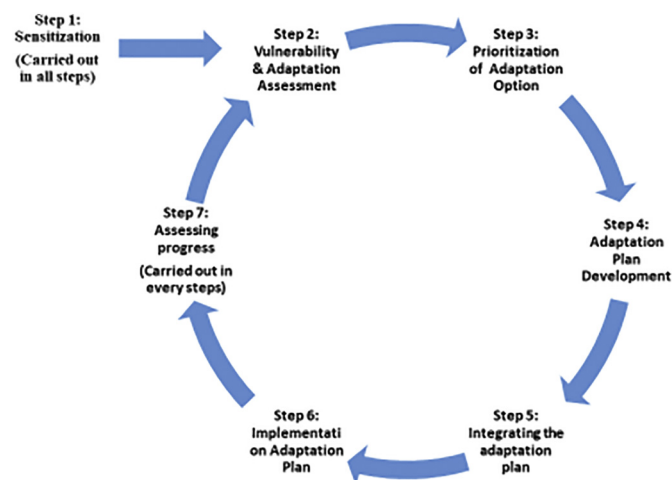 Step 1:
Sensitization
(Carried out
in all steps)
Step 2:
Vulnerability
& Adaptation
Assessment
Step 3:
Prioritization
of Adaptation
Option
Step 4:
Adaptation
Plan
Development
Step 5:
Integrating the
adaptation
plan
Step 6:
Implementati
on Adaptation
Plan
Step 7:
Assessing
progress
(Carried out in
every steps)